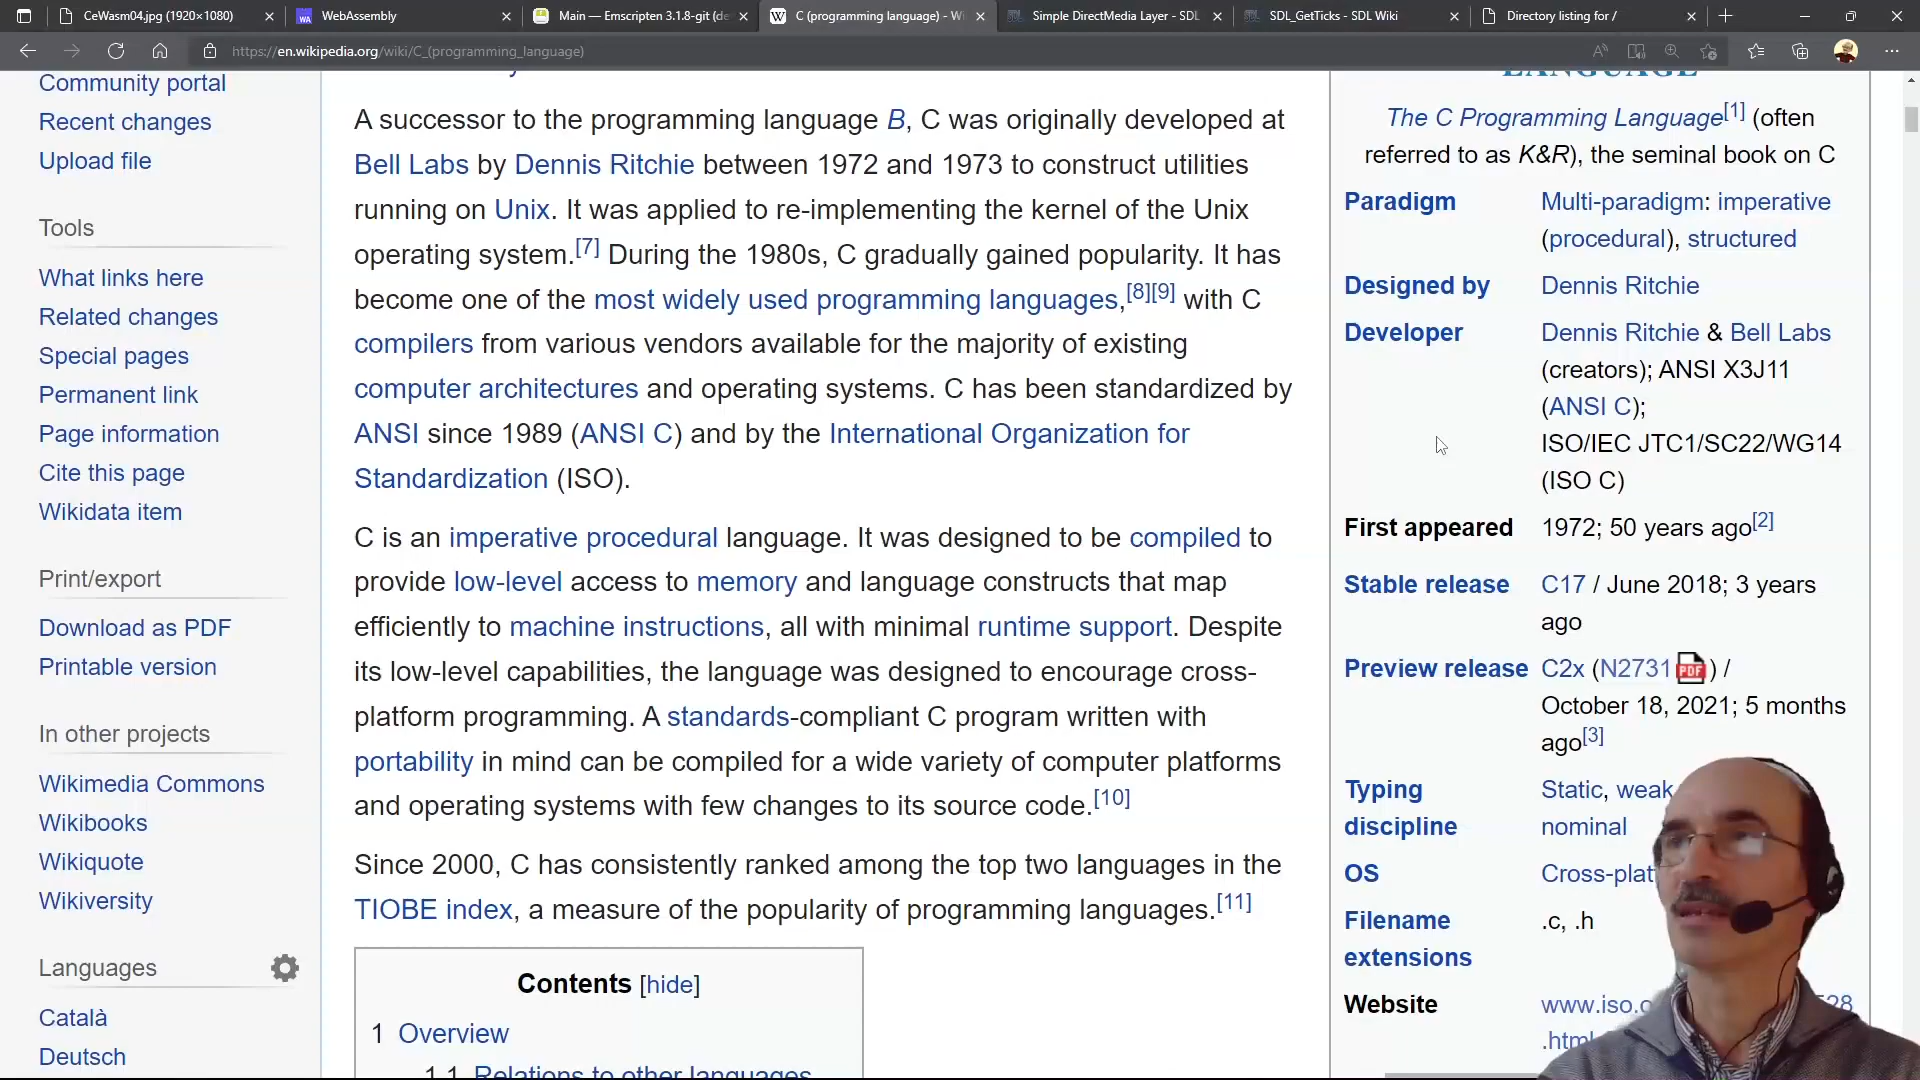 CeWasm04.jpg (1920×1080)
WebAssembly
Main — Emscripten 3.1.8-git (de
C (programming language) - Wi
Simple DirectMedia Layer - SDL
SDL_GetTicks - SDL Wiki
Directory listing for /
https://en.wikipedia.org/wiki/C_(programming_language)
Community portal
Recent changes
Upload file
Tools
What links here
Related changes
Special pages
Permanent link
Page information
Cite this page
Wikidata item
Print/export
Download as PDF
Printable version
In other projects
Wikimedia Commons
Wikibooks
Wikiquote
Wikiversity
Languages
Català
Deutsch
A successor to the programming language B, C was originally developed at
Bell Labs by Dennis Ritchie between 1972 and 1973 to construct utilities
running on Unix. It was applied to re-implementing the kernel of the Unix
operating system.[7] During the 1980s, C gradually gained popularity. It has
become one of the most widely used programming languages,[8][9] with C
compilers from various vendors available for the majority of existing
computer architectures and operating systems. C has been standardized by
ANSI since 1989 (ANSI C) and by the International Organization for
Standardization (ISO).
C is an imperative procedural language. It was designed to be compiled to
provide low-level access to memory and language constructs that map
efficiently to machine instructions, all with minimal runtime support. Despite
its low-level capabilities, the language was designed to encourage cross-
platform programming. A standards-compliant C program written with
portability in mind can be compiled for a wide variety of computer platforms
and operating systems with few changes to its source code.[10]
Since 2000, C has consistently ranked among the top two languages in the
TIOBE index, a measure of the popularity of programming languages.[11]
Contents [hide]
1 Overview
1.1 Relations to other languages
LANGUAGE
The C Programming Language[1] (often
referred to as K&R), the seminal book on C
Paradigm Multi-paradigm: imperative
(procedural), structured
Designed by Dennis Ritchie
Developer Dennis Ritchie & Bell Labs
(creators); ANSI X3J11
(ANSI C);
ISO/IEC JTC1/SC22/WG14
(ISO C)
First appeared 1972; 50 years ago[2]
Stable release C17 / June 2018; 3 years
ago
Preview release C2x (N2731 PDF) /
October 18, 2021; 5 months
ago[3]
Typing Static, weak
discipline nominal
OS Cross-plat
Filename .c, .h
extensions
Website www.iso.o 528
.html